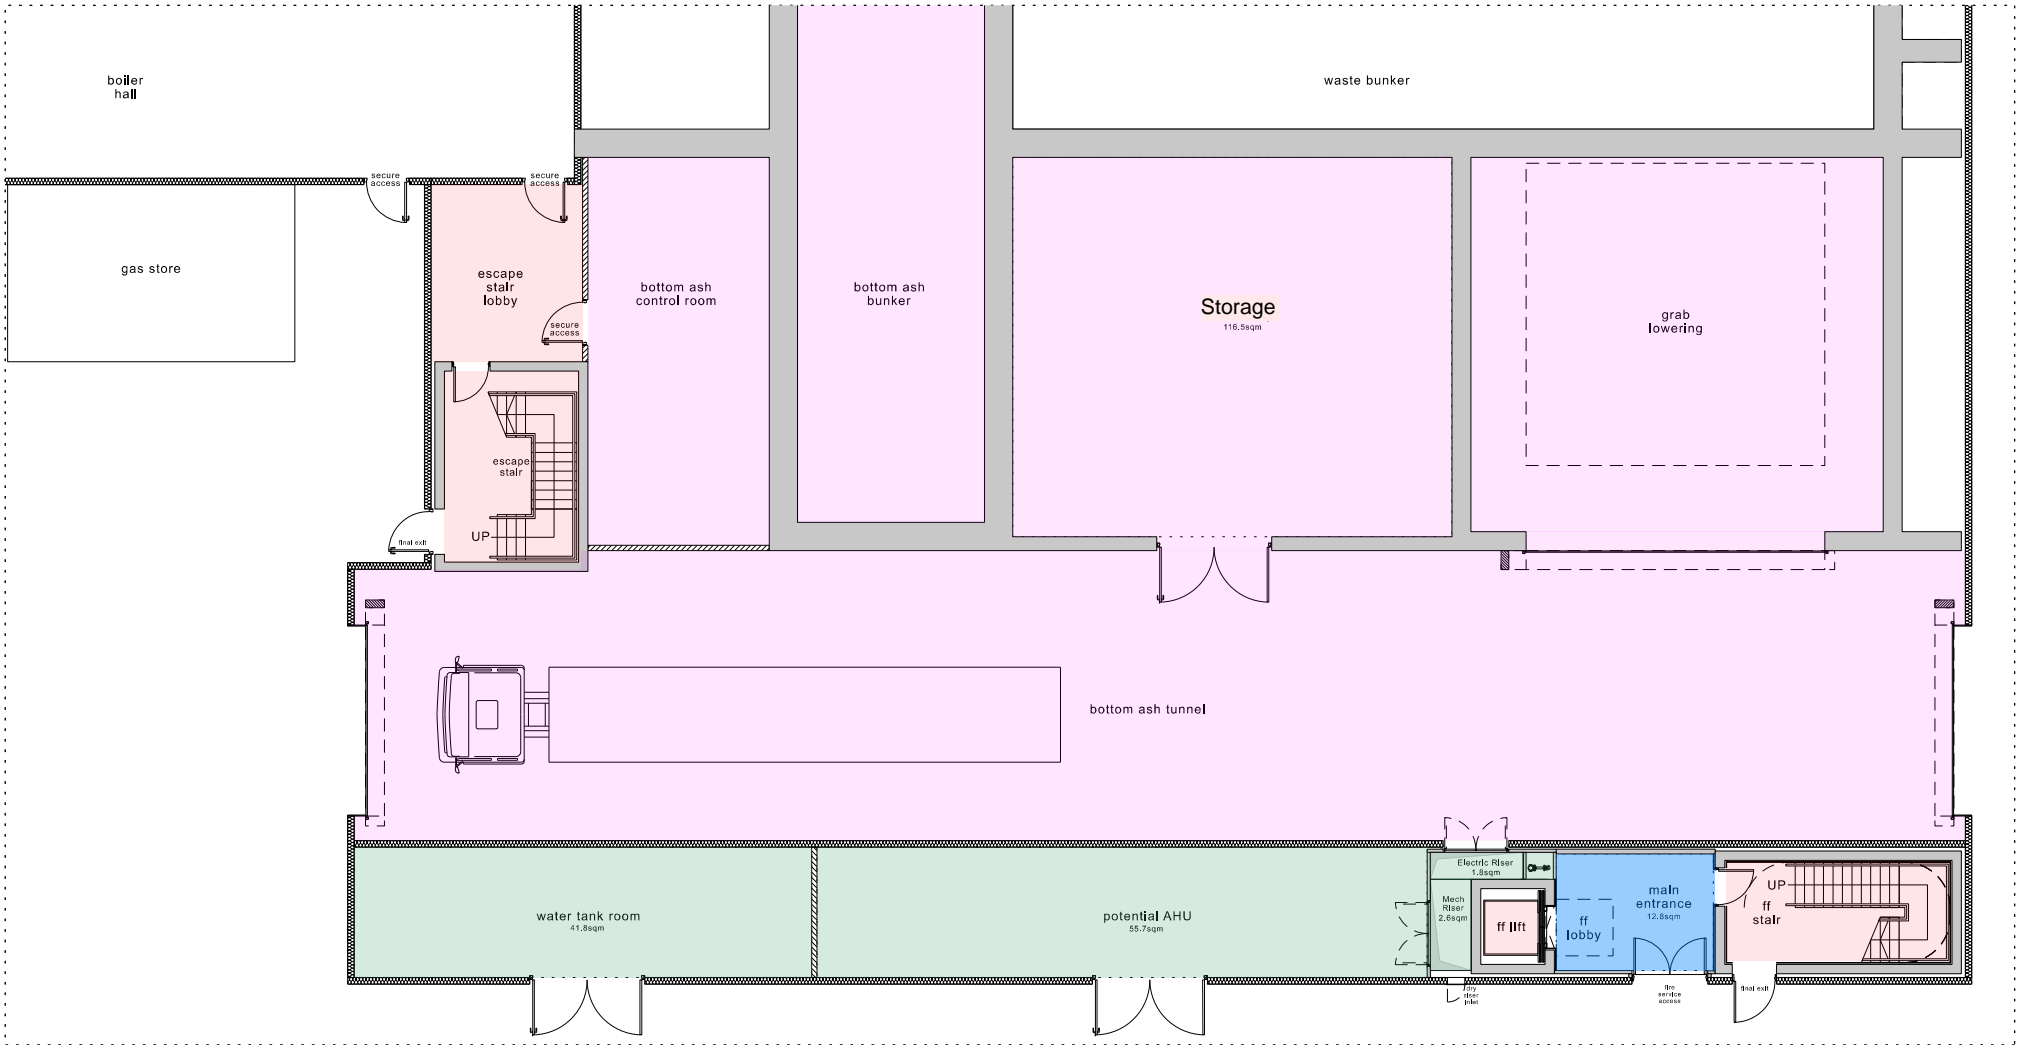 boiler
hall
waste bunker
secure
access
secure
access
gas store
escape
stair
lobby
bottom ash
control room
bottom ash
bunker
Storage
116.5sqm
grab
lowering
secure
access
escape
stair
UP
final exit
bottom ash tunnel
Electric Riser
1.8sqm
Mech
Riser
2.6sqm
water tank room
41.8sqm
potential AHU
55.7sqm
ff lift
ff
lobby
main
entrance
12.8sqm
UP
ff
stair
dry
riser
inlet
fire
service
access
final exit